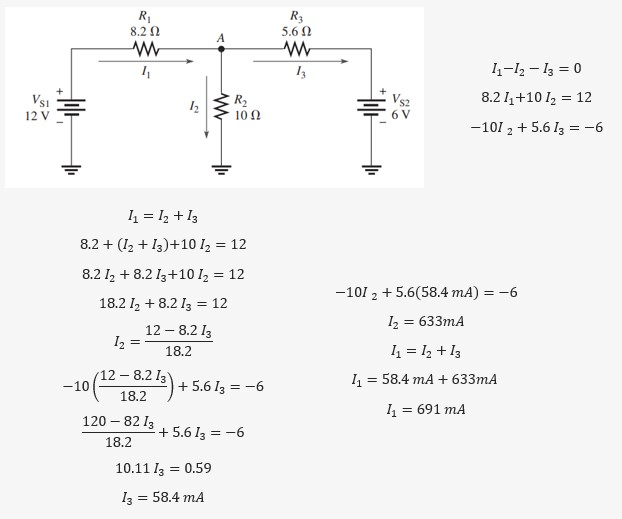 R₁
8.2 Ω
R₃
5.6 Ω
A
I₁
I₃
V_S1
12 V
+
−
I₂
R₂
10 Ω
+
−
V_S2
6 V
I₁−I₂ − I₃ = 0
8.2 I₁+10 I₂ = 12
−10I ₂ + 5.6 I₃ = −6
I₁ = I₂ + I₃
8.2 + (I₂ + I₃)+10 I₂ = 12
8.2 I₂ + 8.2 I₃+10 I₂ = 12
18.2 I₂ + 8.2 I₃ = 12
I₂ = (12 − 8.2 I₃)/18.2
−10((12 − 8.2 I₃)/18.2) + 5.6 I₃ = −6
(120 − 82 I₃)/18.2 + 5.6 I₃ = −6
10.11 I₃ = 0.59
I₃ = 58.4 mA
−10I ₂ + 5.6(58.4 mA) = −6
I₂ = 633mA
I₁ = I₂ + I₃
I₁ = 58.4 mA + 633mA
I₁ = 691 mA